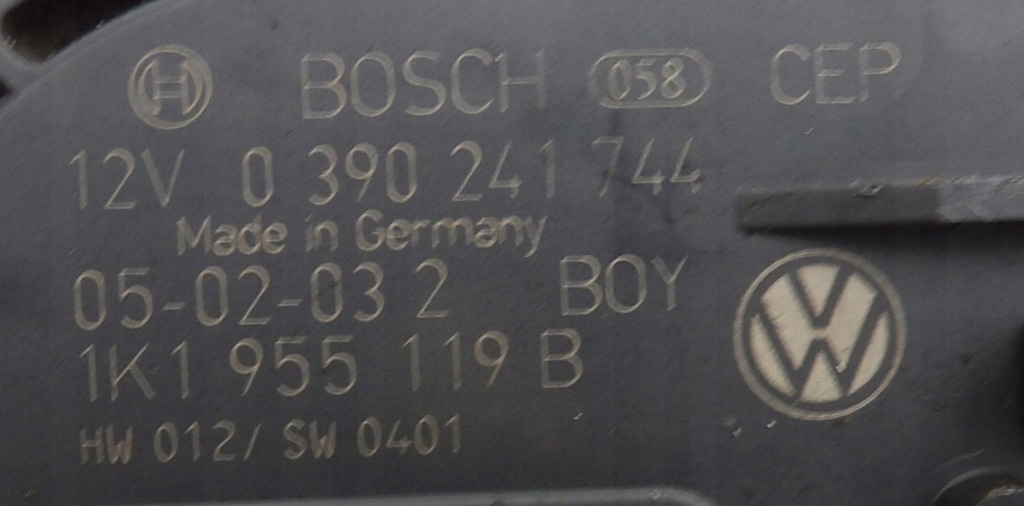 BOSCH 058 CEP
12V 0 390 241 744
Made in Germany
05-02-03 2 BOY
1K1 955 119 B
HW 012/ SW 0401
VW